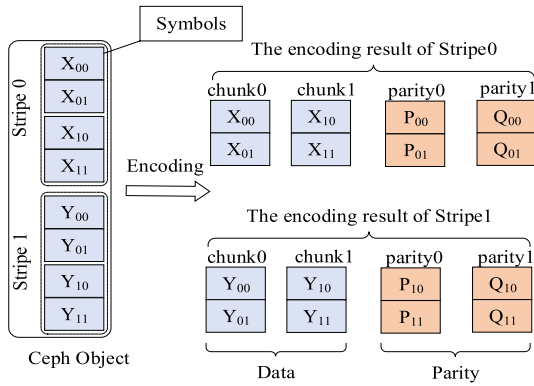 Symbols
Stripe 0
X00
X01
X10
X11
Stripe 1
Y00
Y01
Y10
Y11
Ceph Object
Encoding
The encoding result of Stripe0
chunk0 chunk1 parity0 parity1
X00 X10 P00 Q00
X01 X11 P01 Q01
The encoding result of Stripe1
chunk0 chunk1 parity0 parity1
Y00 Y10 P10 Q10
Y01 Y11 P11 Q11
Data Parity